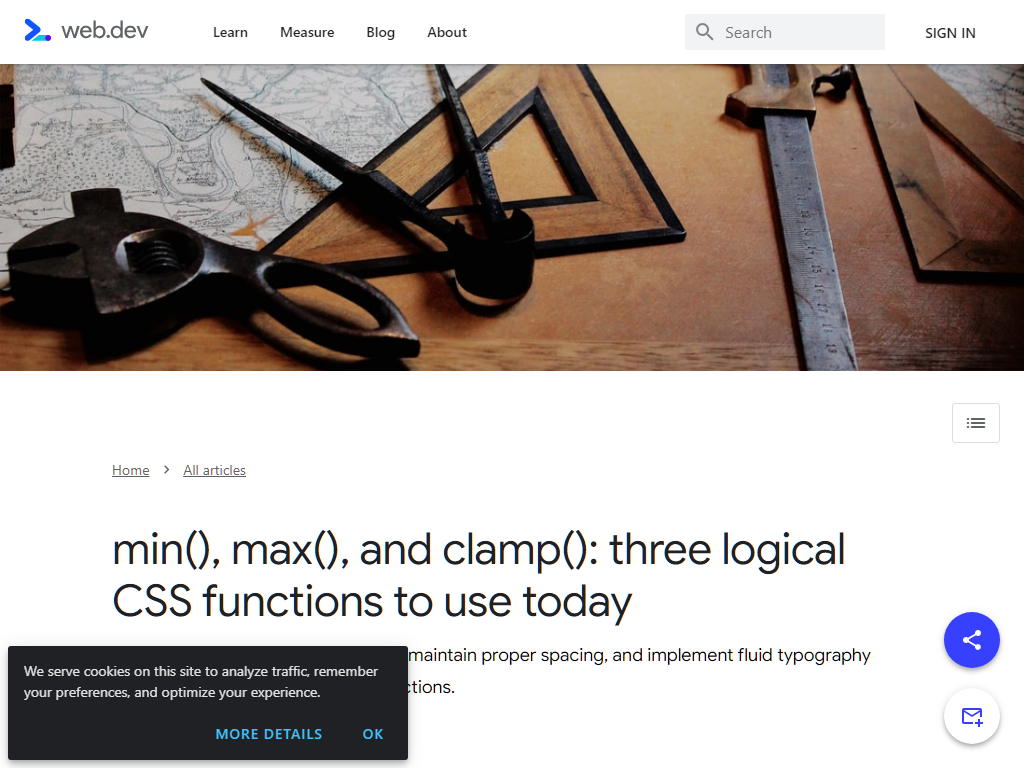 web.dev
Learn
Measure
Blog
About
Search
SIGN IN
Home
All articles
min(), max(), and clamp(): three logical
CSS functions to use today
maintain proper spacing, and implement fluid typography
ctions.
We serve cookies on this site to analyze traffic, remember
your preferences, and optimize your experience.
MORE DETAILS
OK